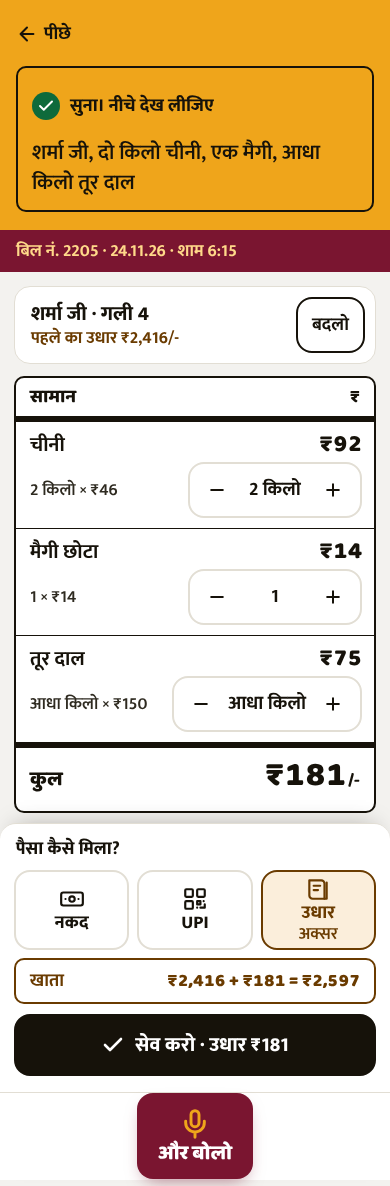 पीछे
सुना। नीचे देख लीजिए
शर्मा जी, दो किलो चीनी, एक मैगी, आधा
किलो तूर दाल
बिल नं. 2205 · 24.11.26 · शाम 6:15
शर्मा जी · गली 4
पहले का उधार ₹2,416/-
बदलो
सामान ₹
चीनी ₹92
2 किलो × ₹46 − 2 किलो +
मैगी छोटा ₹14
1 × ₹14 − 1 +
तूर दाल ₹75
आधा किलो × ₹150 − आधा किलो +
कुल ₹181/-
पैसा कैसे मिला?
नकद UPI उधार
अक्सर
खाता ₹2,416 + ₹181 = ₹2,597
सेव करो · उधार ₹181
और बोलो